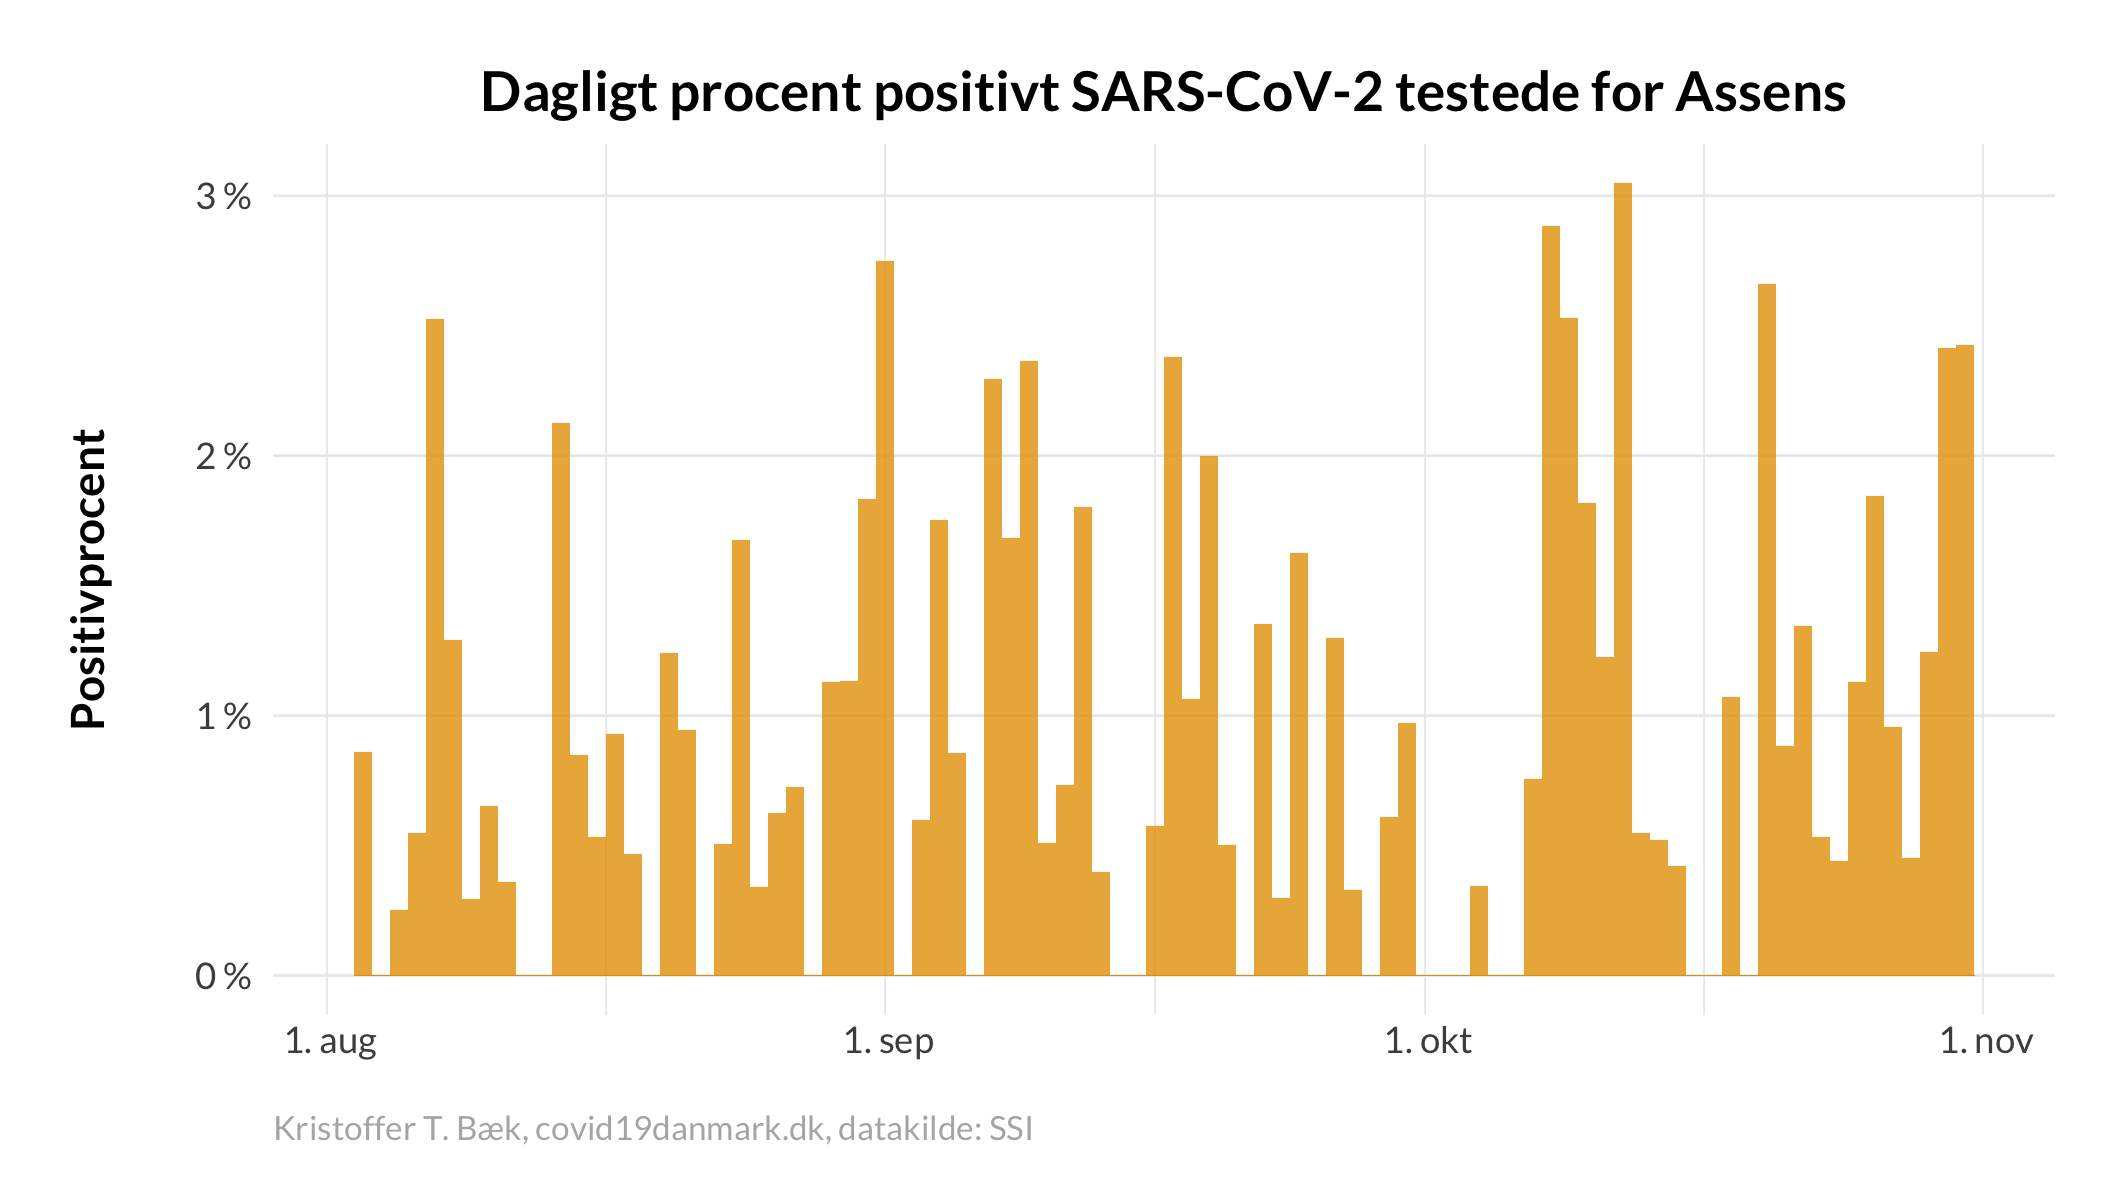 Dagligt procent positivt SARS-CoV-2 testede for Assens
Positivprocent
3 %
2 %
1 %
0 %
1. aug
1. sep
1. okt
1. nov
Kristoffer T. Bæk, covid19danmark.dk, datakilde: SSI